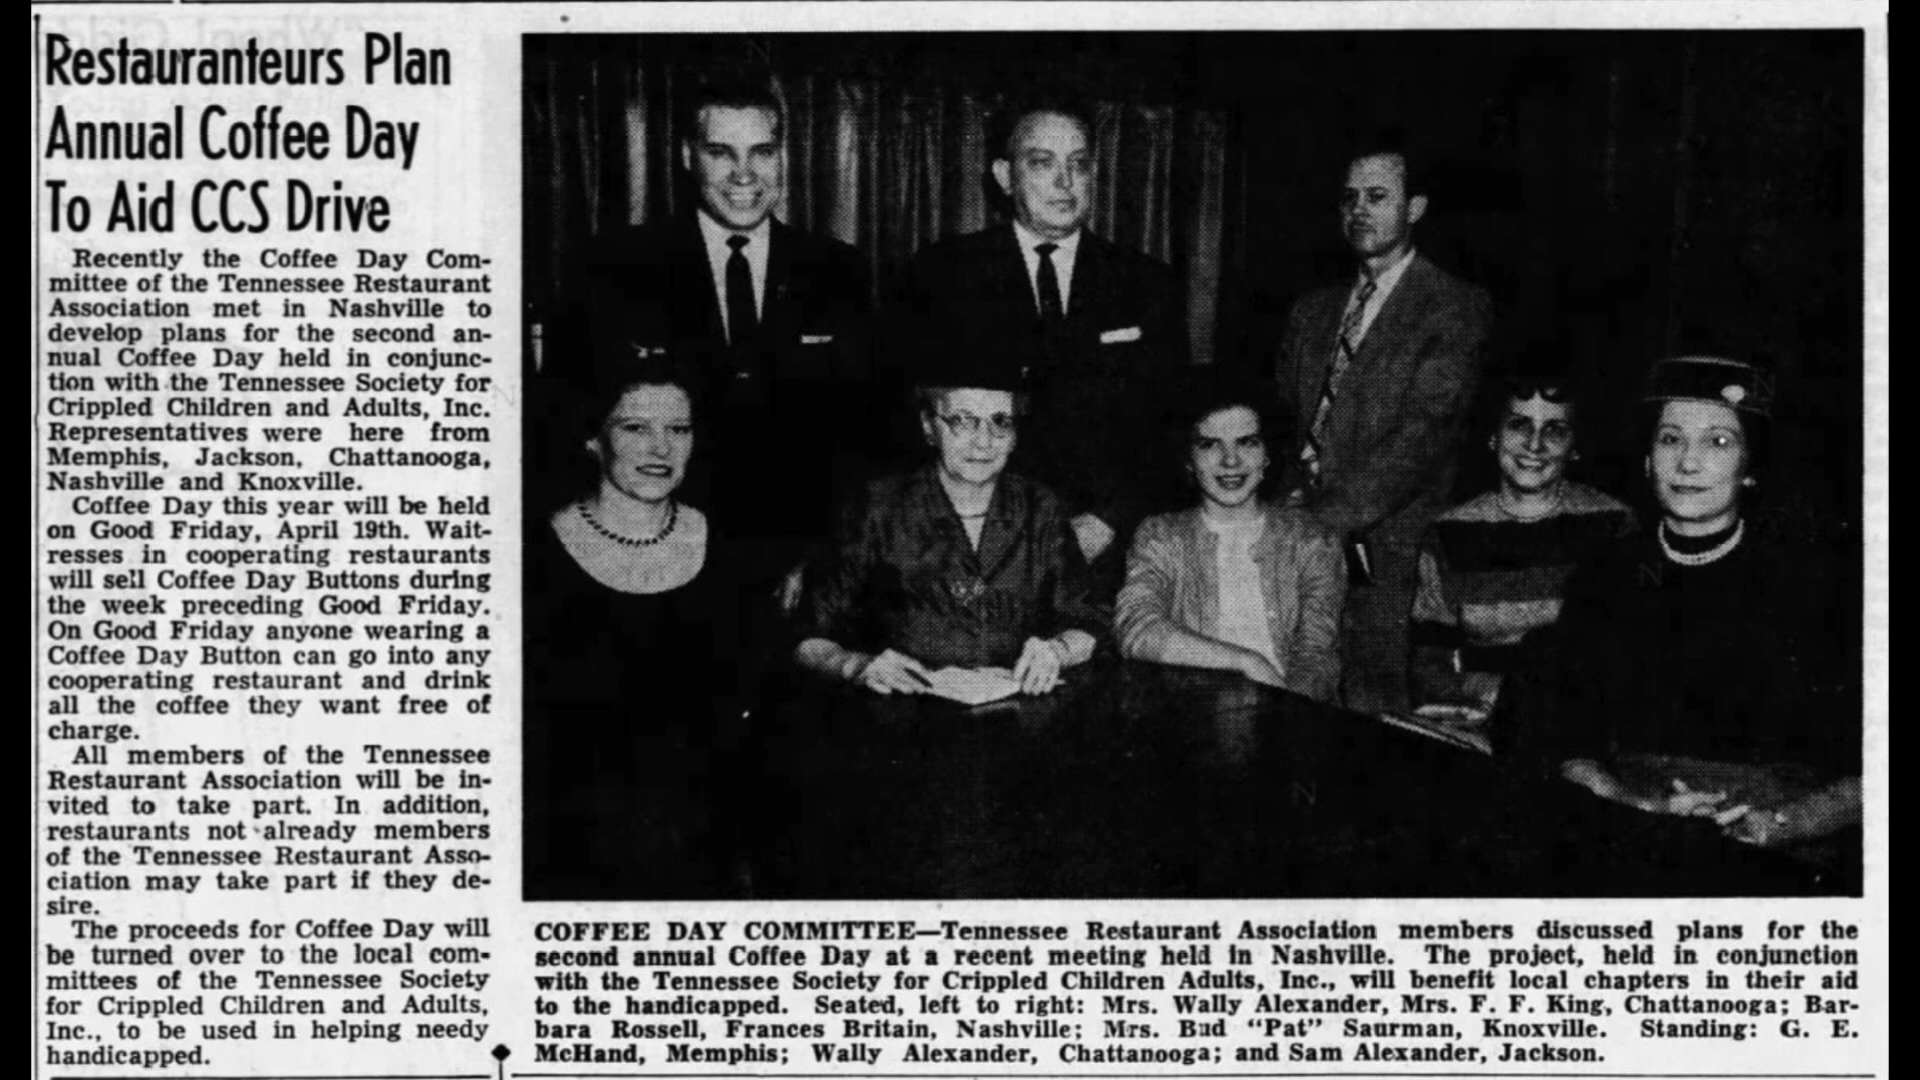 Restauranteurs Plan
Annual Coffee Day
To Aid CCS Drive
Recently the Coffee Day Com-
mittee of the Tennessee Restaurant
Association met in Nashville to
develop plans for the second an-
nual Coffee Day held in conjunc-
tion with the Tennessee Society for
Crippled Children and Adults, Inc.
Representatives were here from
Memphis, Jackson, Chattanooga,
Nashville and Knoxville.
Coffee Day this year will be held
on Good Friday, April 19th. Wait-
resses in cooperating restaurants
will sell Coffee Day Buttons during
the week preceding Good Friday.
On Good Friday anyone wearing a
Coffee Day Button can go into any
cooperating restaurant and drink
all the coffee they want free of
charge.
All members of the Tennessee
Restaurant Association will be in-
vited to take part. In addition,
restaurants not already members
of the Tennessee Restaurant Asso-
ciation may take part if they de-
sire.
The proceeds for Coffee Day will
be turned over to the local com-
mittees of the Tennessee Society
for Crippled Children and Adults,
Inc., to be used in helping needy
handicapped.
COFFEE DAY COMMITTEE—Tennessee Restaurant Association members discussed plans for the
second annual Coffee Day at a recent meeting held in Nashville. The project, held in conjunction
with the Tennessee Society for Crippled Children Adults, Inc., will benefit local chapters in their aid
to the handicapped. Seated, left to right: Mrs. Wally Alexander, Mrs. F. F. King, Chattanooga; Bar-
bara Rossell, Frances Britain, Nashville; Mrs. Bud "Pat" Saurman, Knoxville. Standing: G. E.
McHand, Memphis; Wally Alexander, Chattanooga; and Sam Alexander, Jackson.